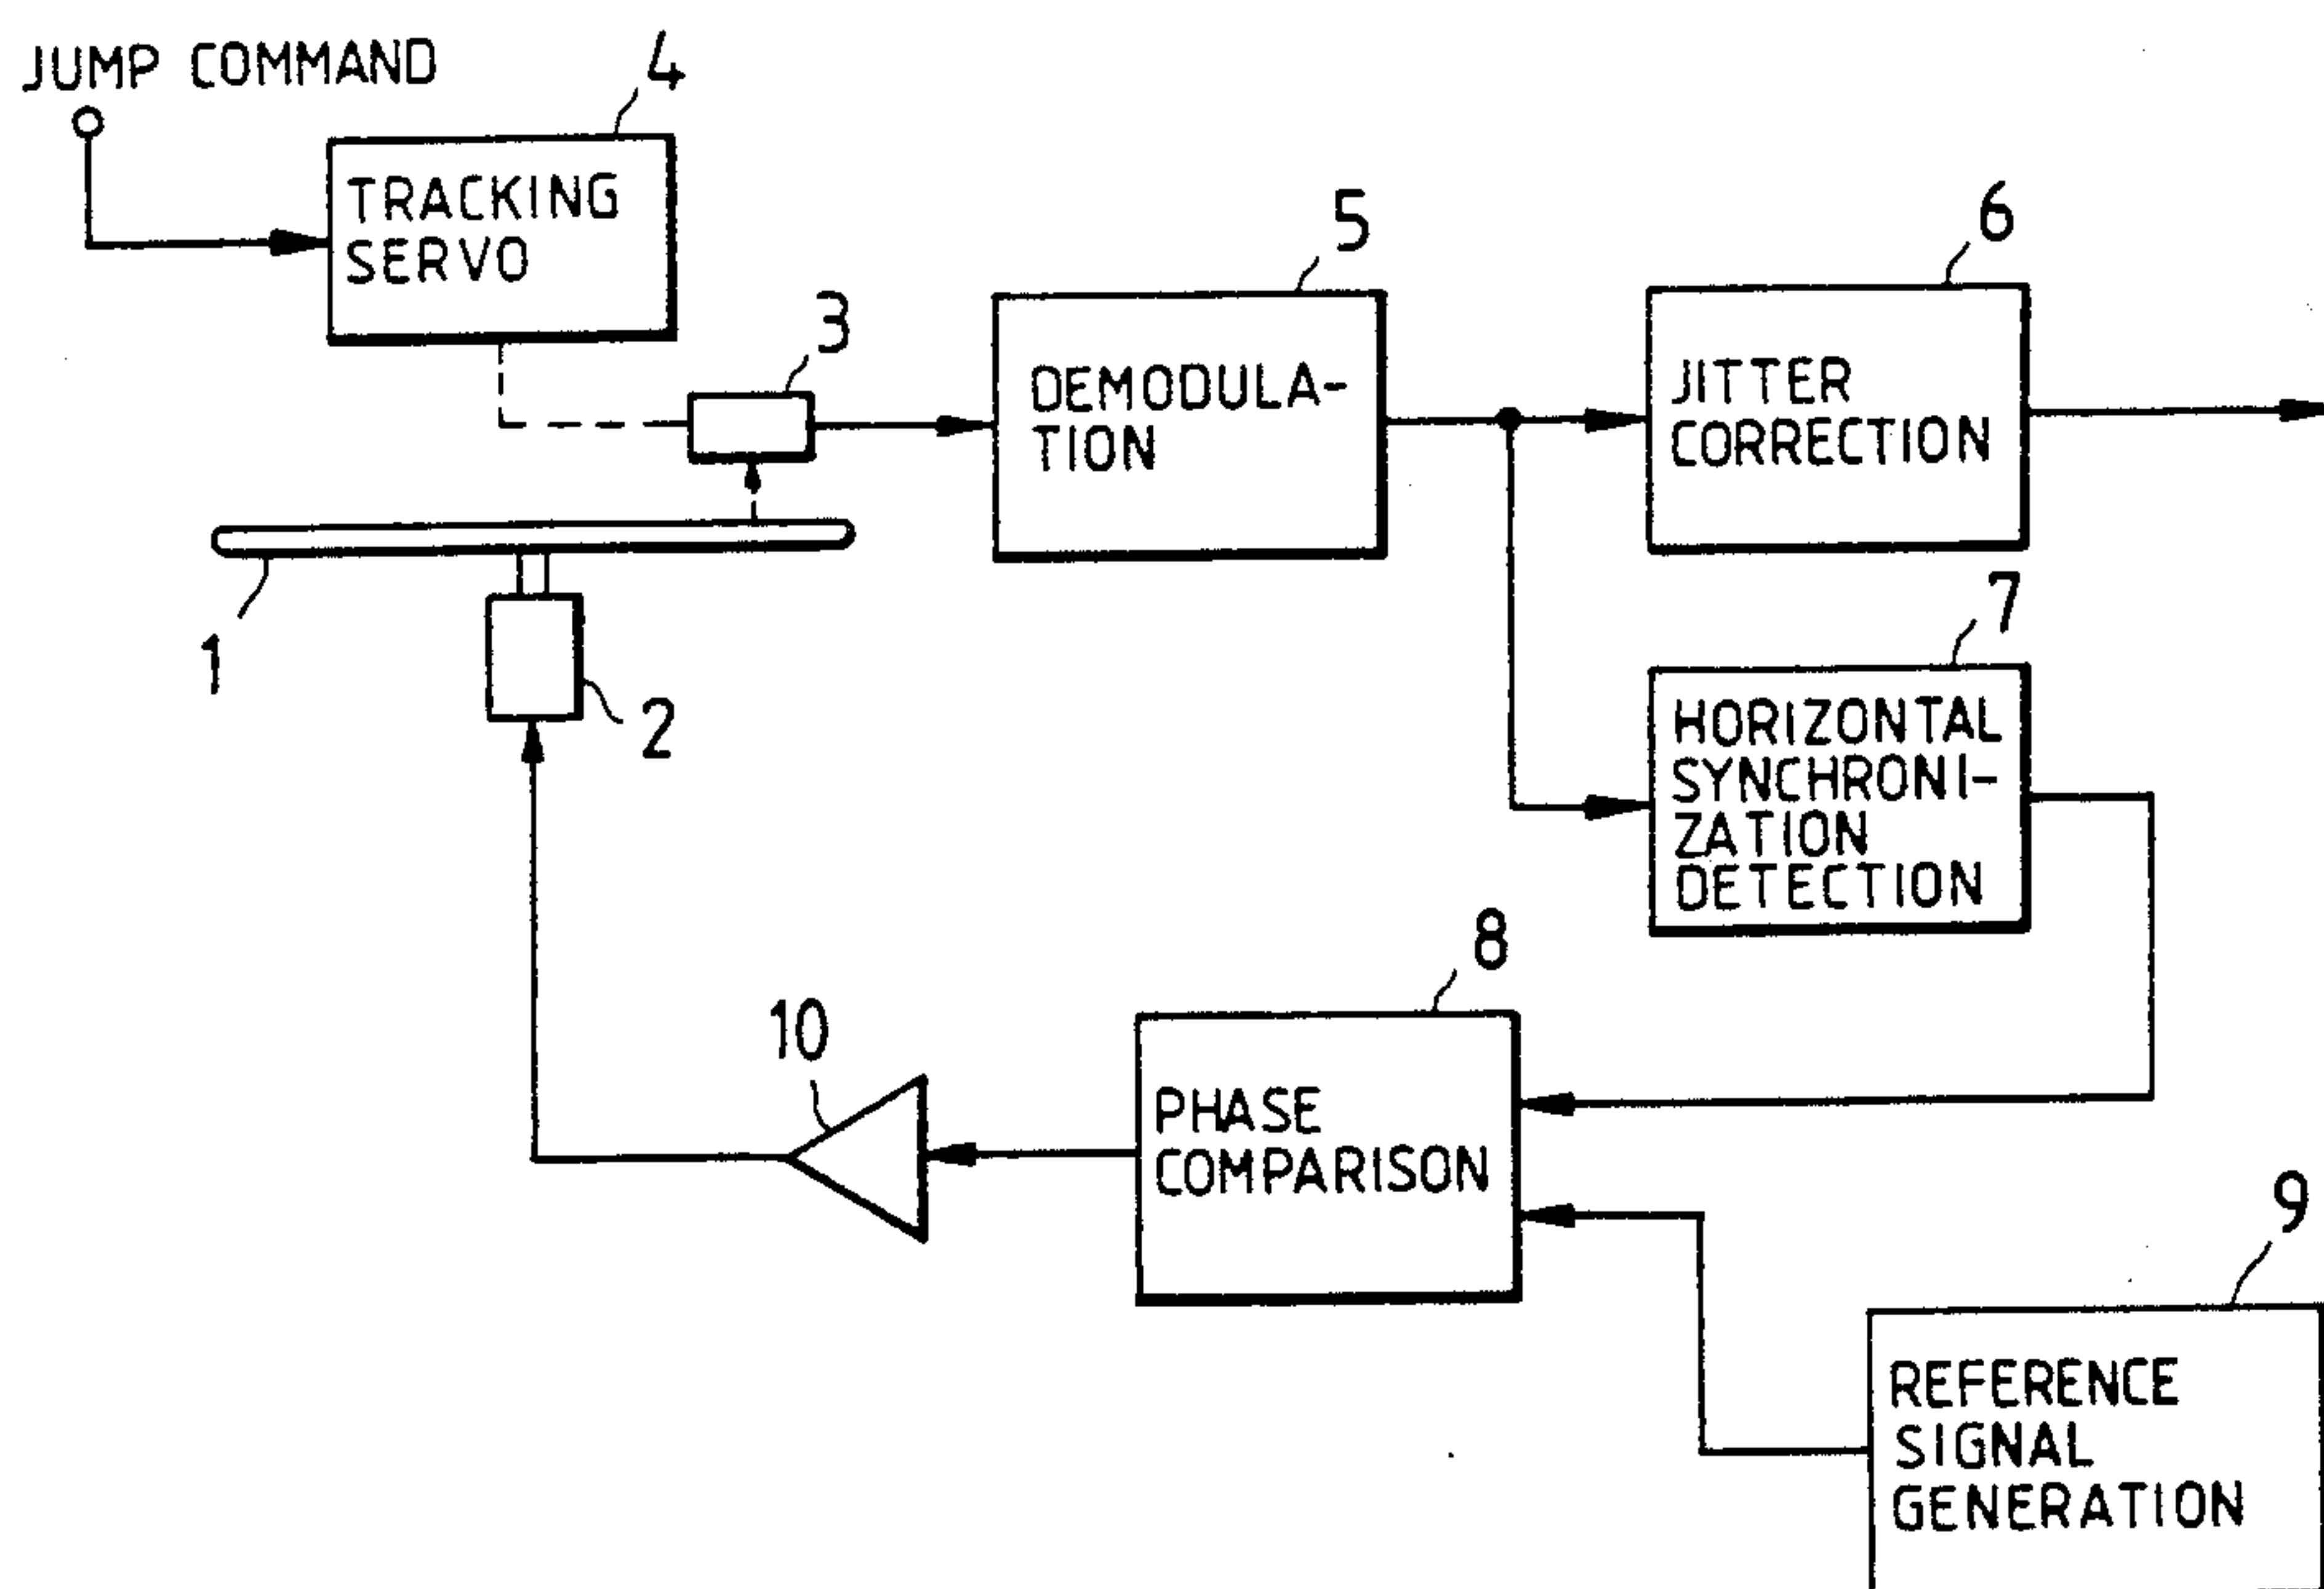 JUMP COMMAND
4
TRACKING
SERVO
5
6
3
DEMODULA-
TION
JITTER
CORRECTION
7
1
2
HORIZONTAL
SYNCHRONI-
ZATION
DETECTION
8
10
PHASE
COMPARISON
9
REFERENCE
SIGNAL
GENERATION